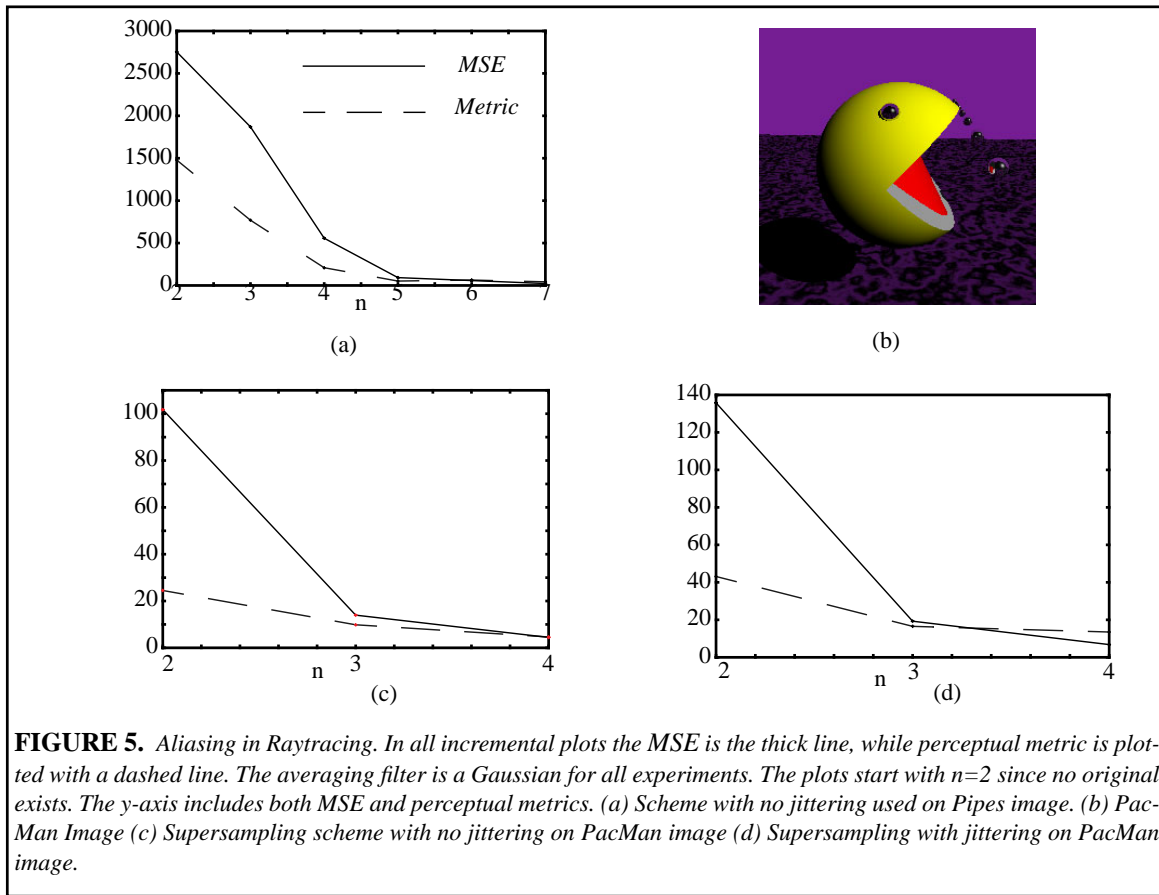 3000
2500
2000
1500
1000
500
0
MSE
Metric
2 3 4 5 6 7
n
(a)
(b)
100
80
60
40
20
0
2 3 4
n
(c)
140
120
100
80
60
40
20
0
2 3 4
n
(d)
FIGURE 5. Aliasing in Raytracing. In all incremental plots the MSE is the thick line, while perceptual metric is plot-
ted with a dashed line. The averaging filter is a Gaussian for all experiments. The plots start with n=2 since no original
exists. The y-axis includes both MSE and perceptual metrics. (a) Scheme with no jittering used on Pipes image. (b) Pac-
Man Image (c) Supersampling scheme with no jittering on PacMan image (d) Supersampling with jittering on PacMan
image.